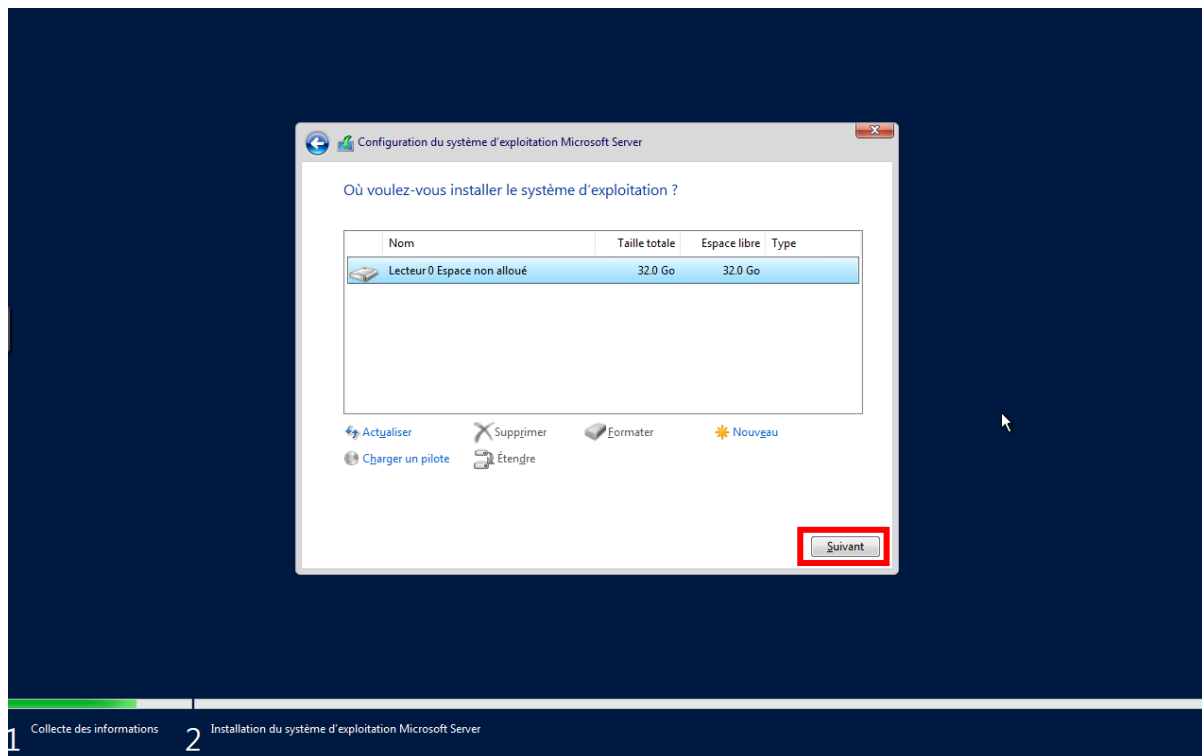 Configuration du système d'exploitation Microsoft Server
Où voulez-vous installer le système d'exploitation ?
Nom Taille totale Espace libre Type
Lecteur 0 Espace non alloué 32.0 Go 32.0 Go
Actualiser Supprimer Formater Nouveau
Charger un pilote Étendre
Suivant
1 Collecte des informations 2 Installation du système d'exploitation Microsoft Server